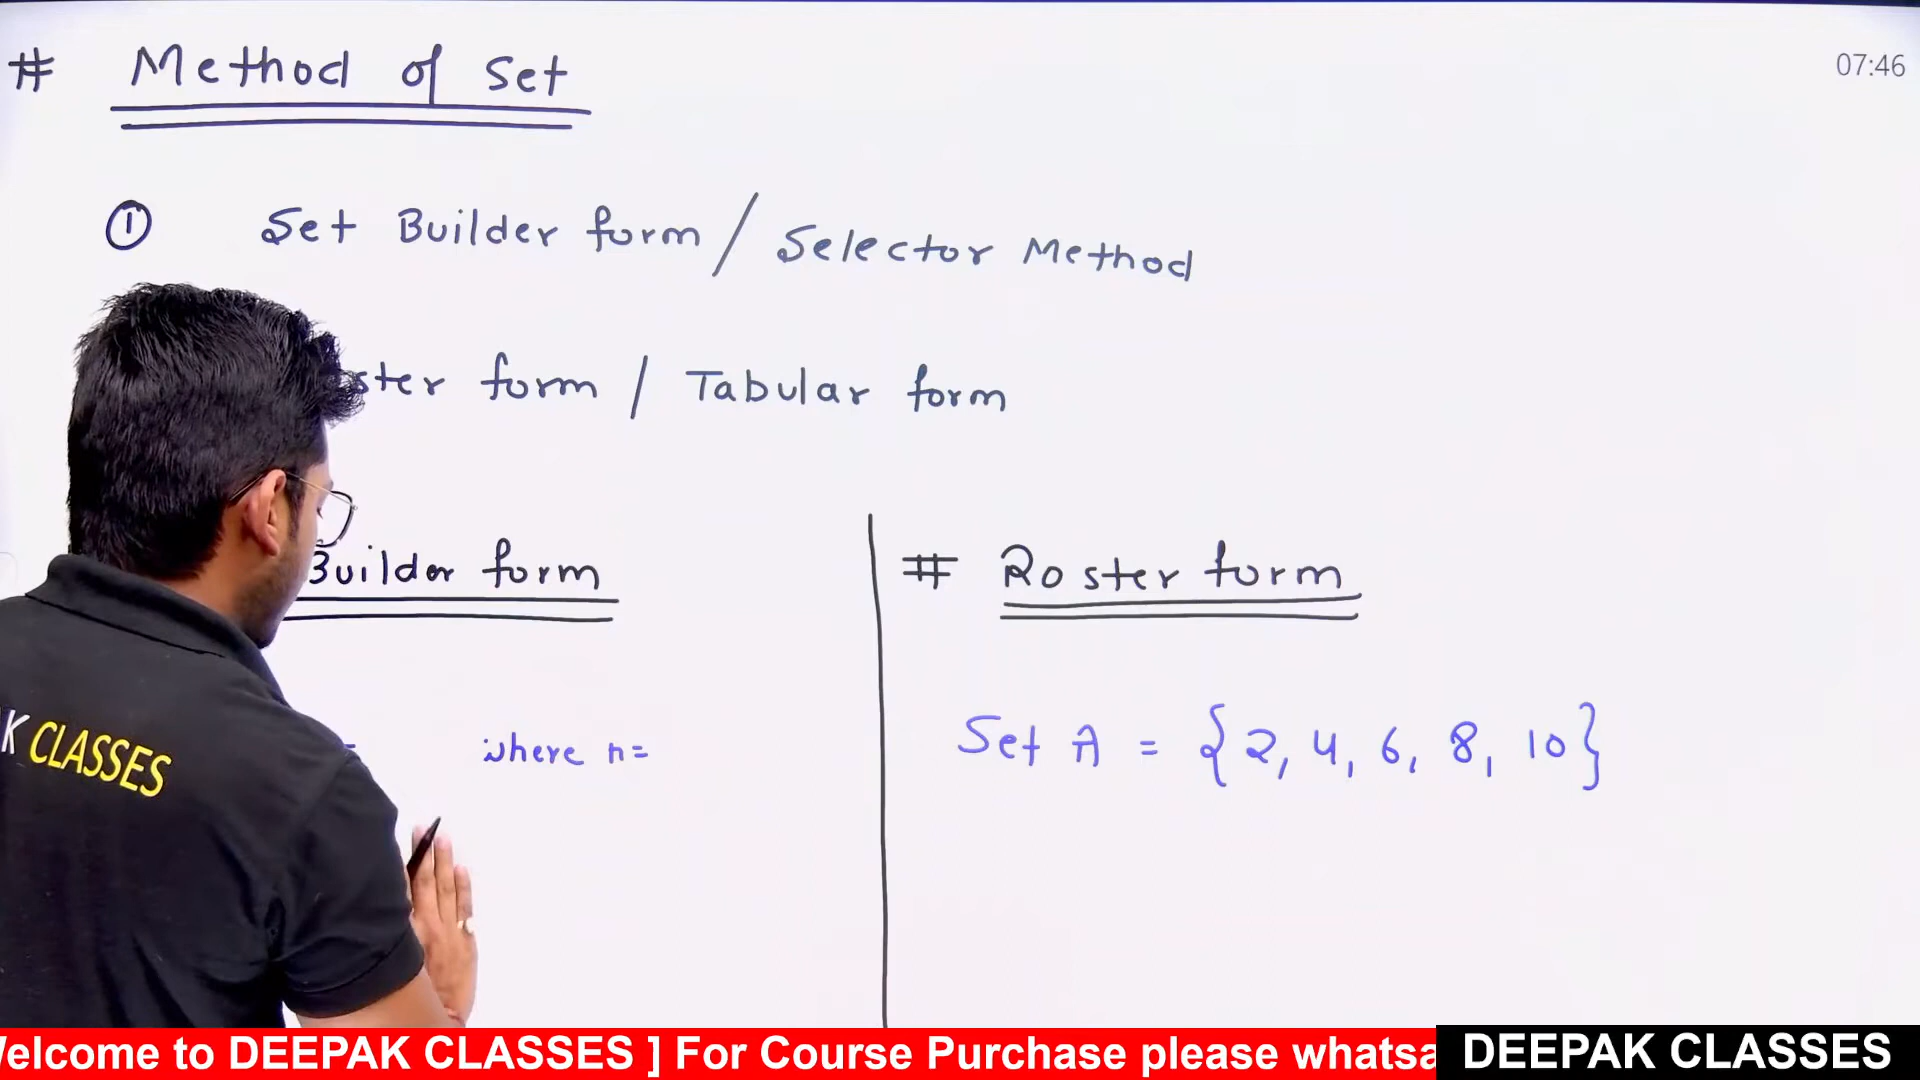 # Method of Set
07:46
① Set Builder form / Selector Method
ster form / Tabular form
Builder form
# Roster form
where n=
Set A = {2, 4, 6, 8, 10}
K CLASSES
Welcome to DEEPAK CLASSES ] For Course Purchase please whatsa
DEEPAK CLASSES